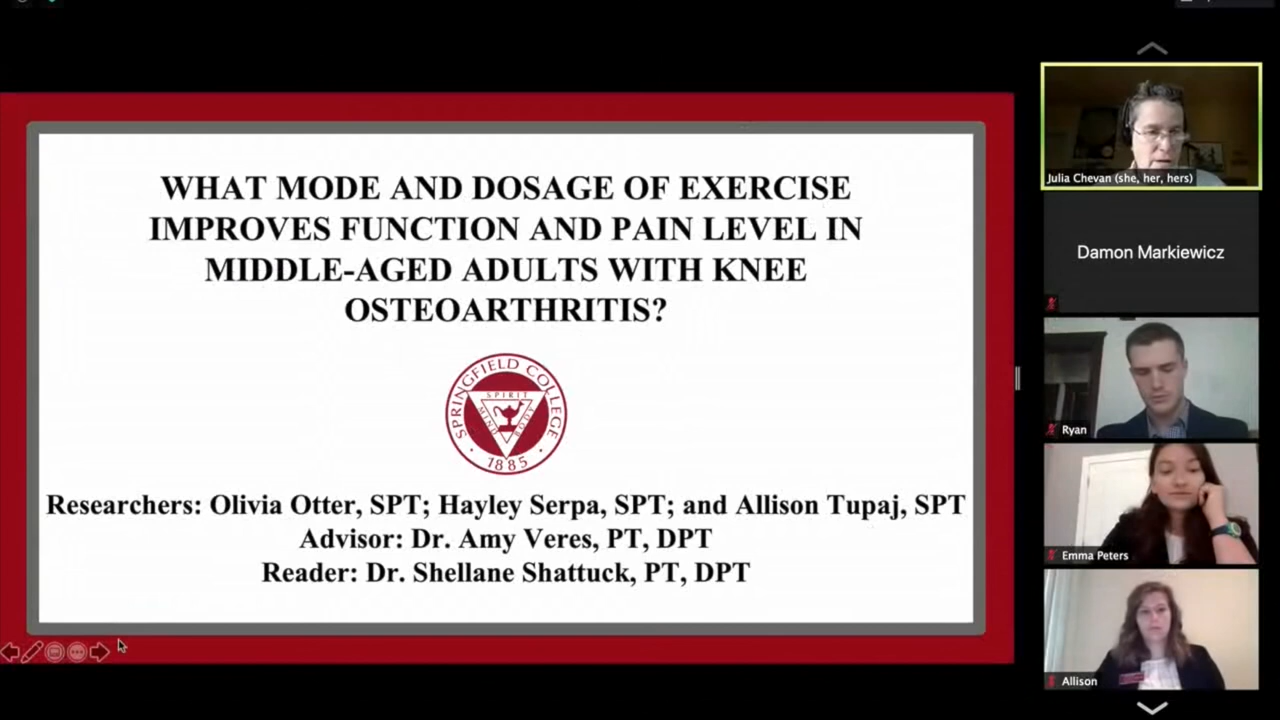 WHAT MODE AND DOSAGE OF EXERCISE
IMPROVES FUNCTION AND PAIN LEVEL IN
MIDDLE-AGED ADULTS WITH KNEE
OSTEOARTHRITIS?
SPRINGFIELD COLLEGE
SPIRIT
MIND
BODY
· 1885 ·
Researchers: Olivia Otter, SPT; Hayley Serpa, SPT; and Allison Tupaj, SPT
Advisor: Dr. Amy Veres, PT, DPT
Reader: Dr. Shellane Shattuck, PT, DPT
Julia Chevan (she, her, hers)
Damon Markiewicz
Ryan
Emma Peters
Allison